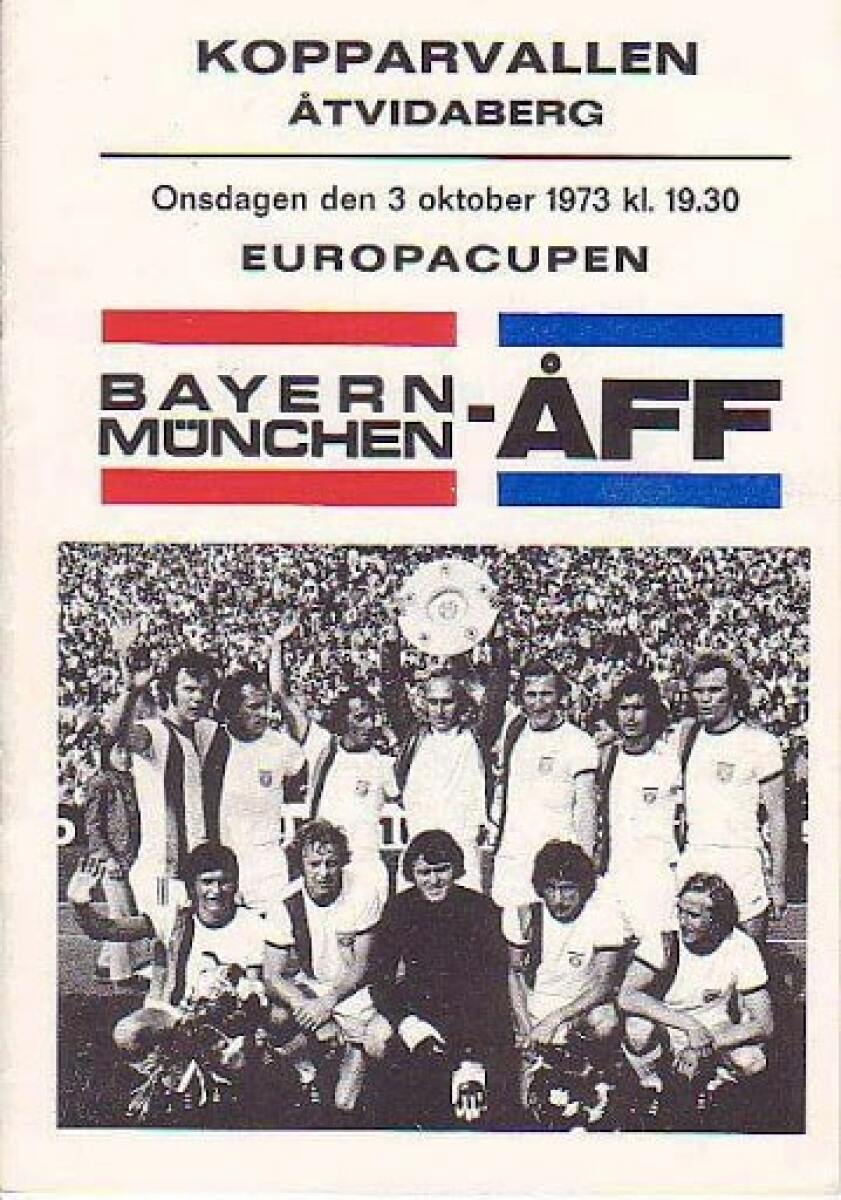 KOPPARVALLEN
ÅTVIDABERG
Onsdagen den 3 oktober 1973 kl. 19.30
EUROPACUPEN
BAYERN
MÜNCHEN
-ÅFF